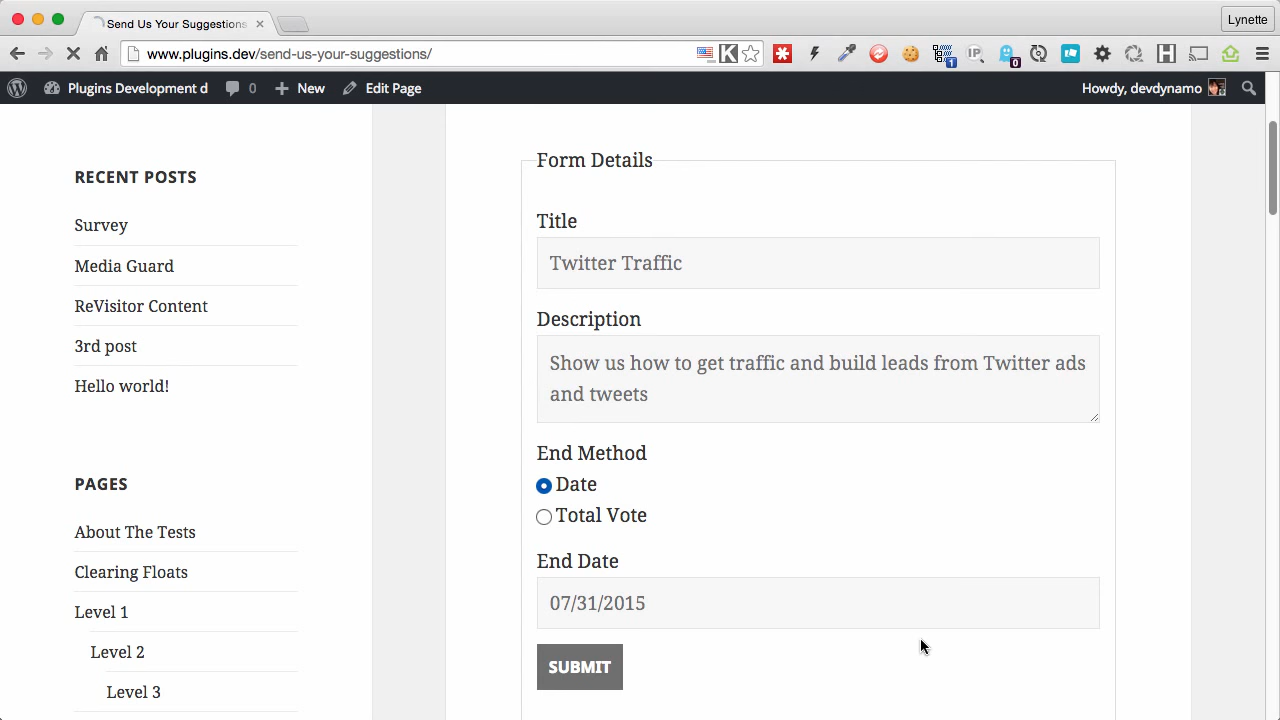 Send Us Your Suggestions
Lynette
www.plugins.dev/send-us-your-suggestions/
K
IP
1
0
H
Plugins Development d
0
New
Edit Page
Howdy, devdynamo
RECENT POSTS
Survey
Media Guard
ReVisitor Content
3rd post
Hello world!
PAGES
About The Tests
Clearing Floats
Level 1
Level 2
Level 3
Form Details
Title
Twitter Traffic
Description
Show us how to get traffic and build leads from Twitter ads
and tweets
End Method
Date
Total Vote
End Date
07/31/2015
SUBMIT